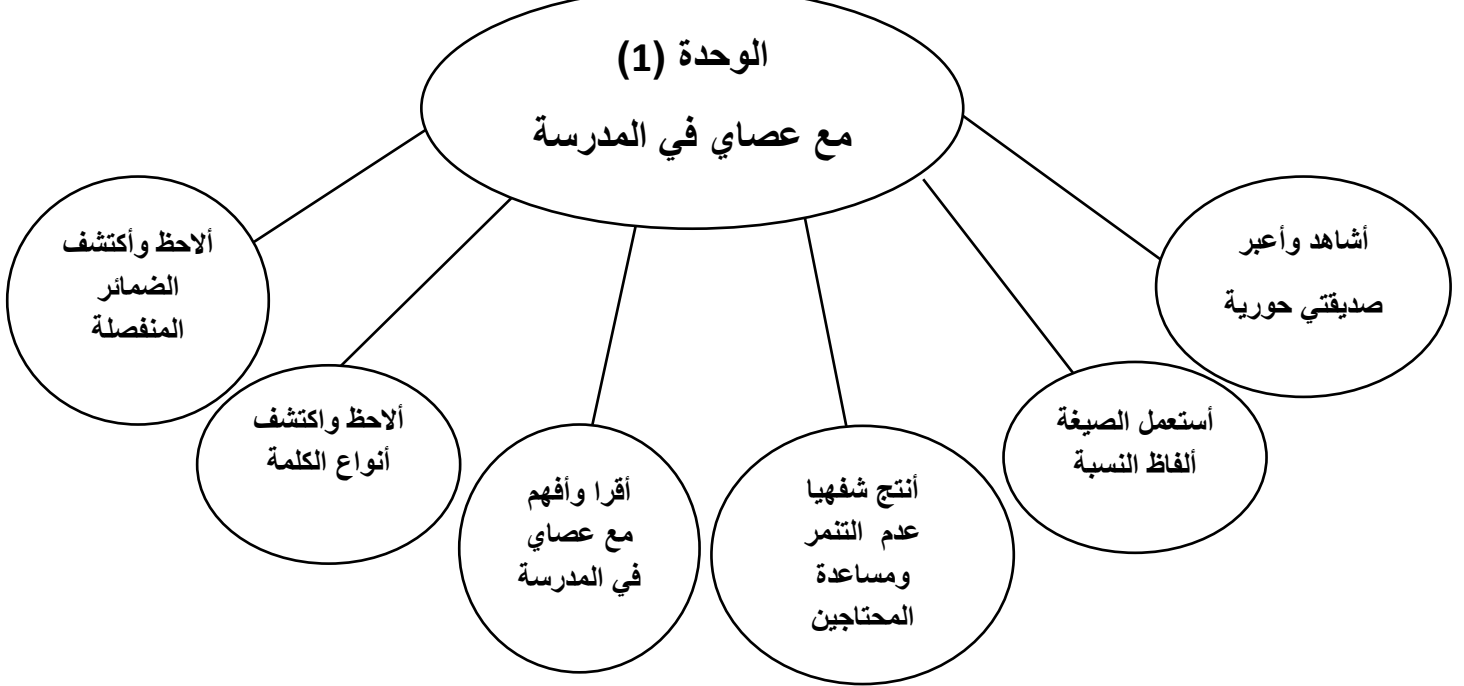 الوحدة (1)
مع عصاي في المدرسة
أشاهد وأعبر
صديقتي حورية
أستعمل الصيغة
ألفاظ النسبة
أنتج شفهيا
عدم التنمر
ومساعدة
المحتاجين
أقرا وأفهم
مع عصاي
في المدرسة
ألاحظ واكتشف
أنواع الكلمة
ألاحظ وأكتشف
الضمائر
المنفصلة